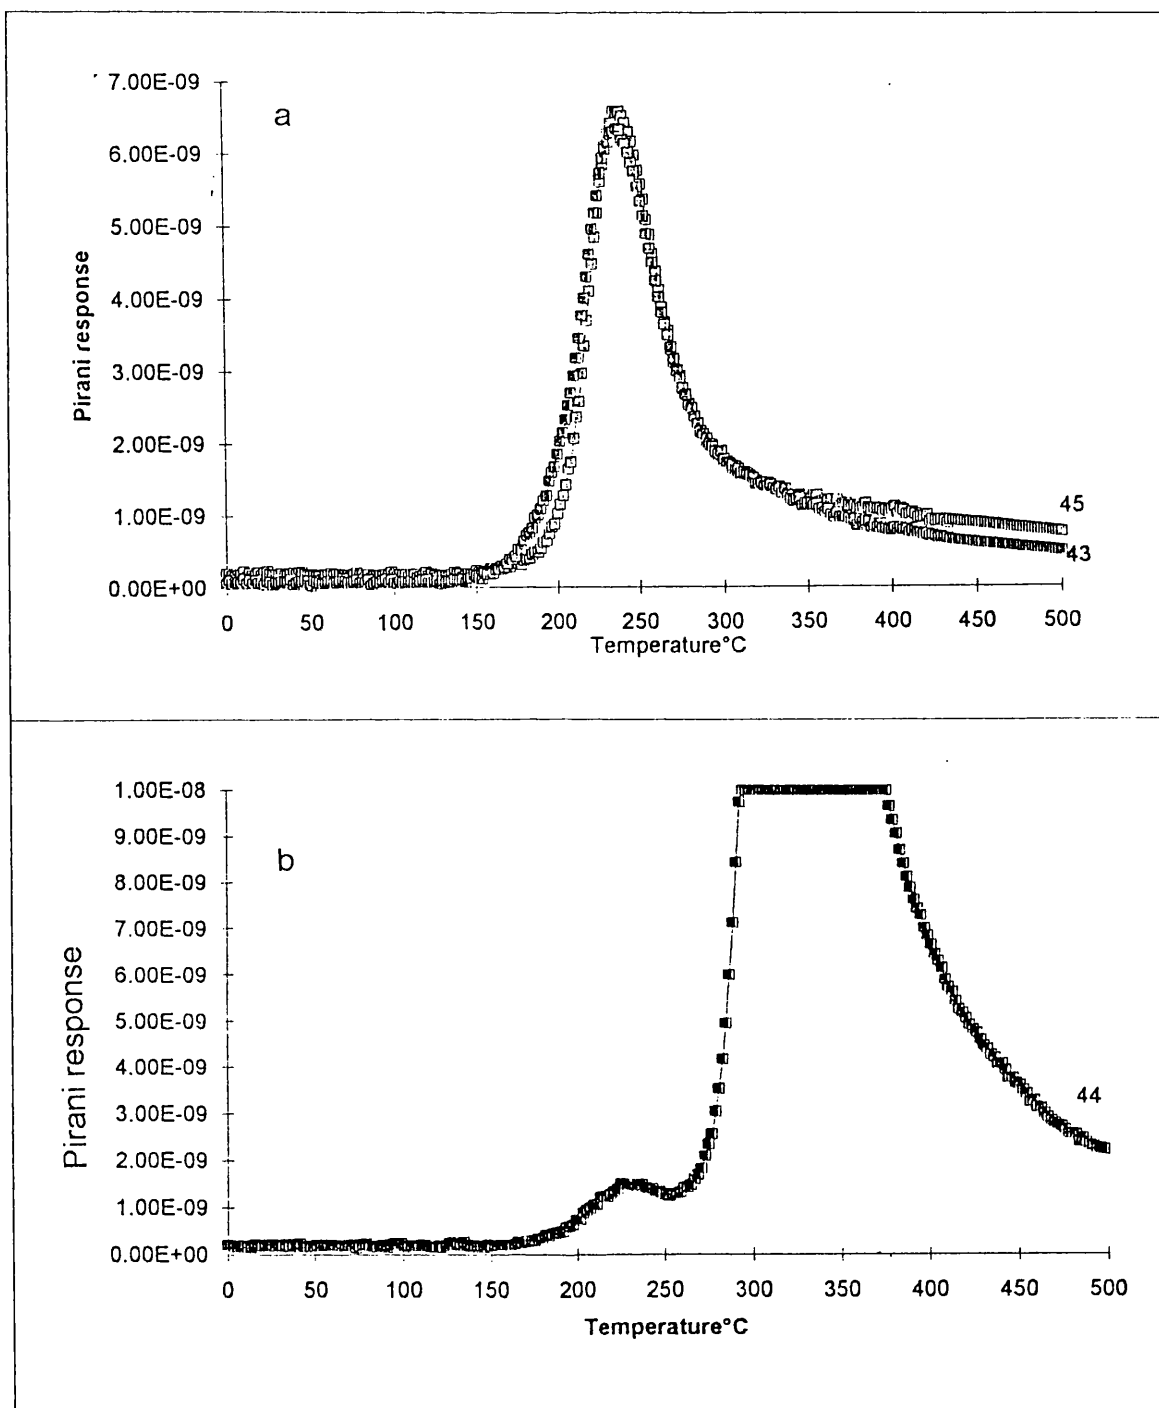 7.00E-09
a
6.00E-09
5.00E-09
4.00E-09
3.00E-09
2.00E-09
1.00E-09
0.00E+00
Pirani response
45
43
0 50 100 150 200 250 300 350 400 450 500
Temperature°C
1.00E-08
9.00E-09
b
8.00E-09
7.00E-09
6.00E-09
5.00E-09
4.00E-09
3.00E-09
2.00E-09
1.00E-09
0.00E+00
Pirani response
44
0 50 100 150 200 250 300 350 400 450 500
Temperature°C